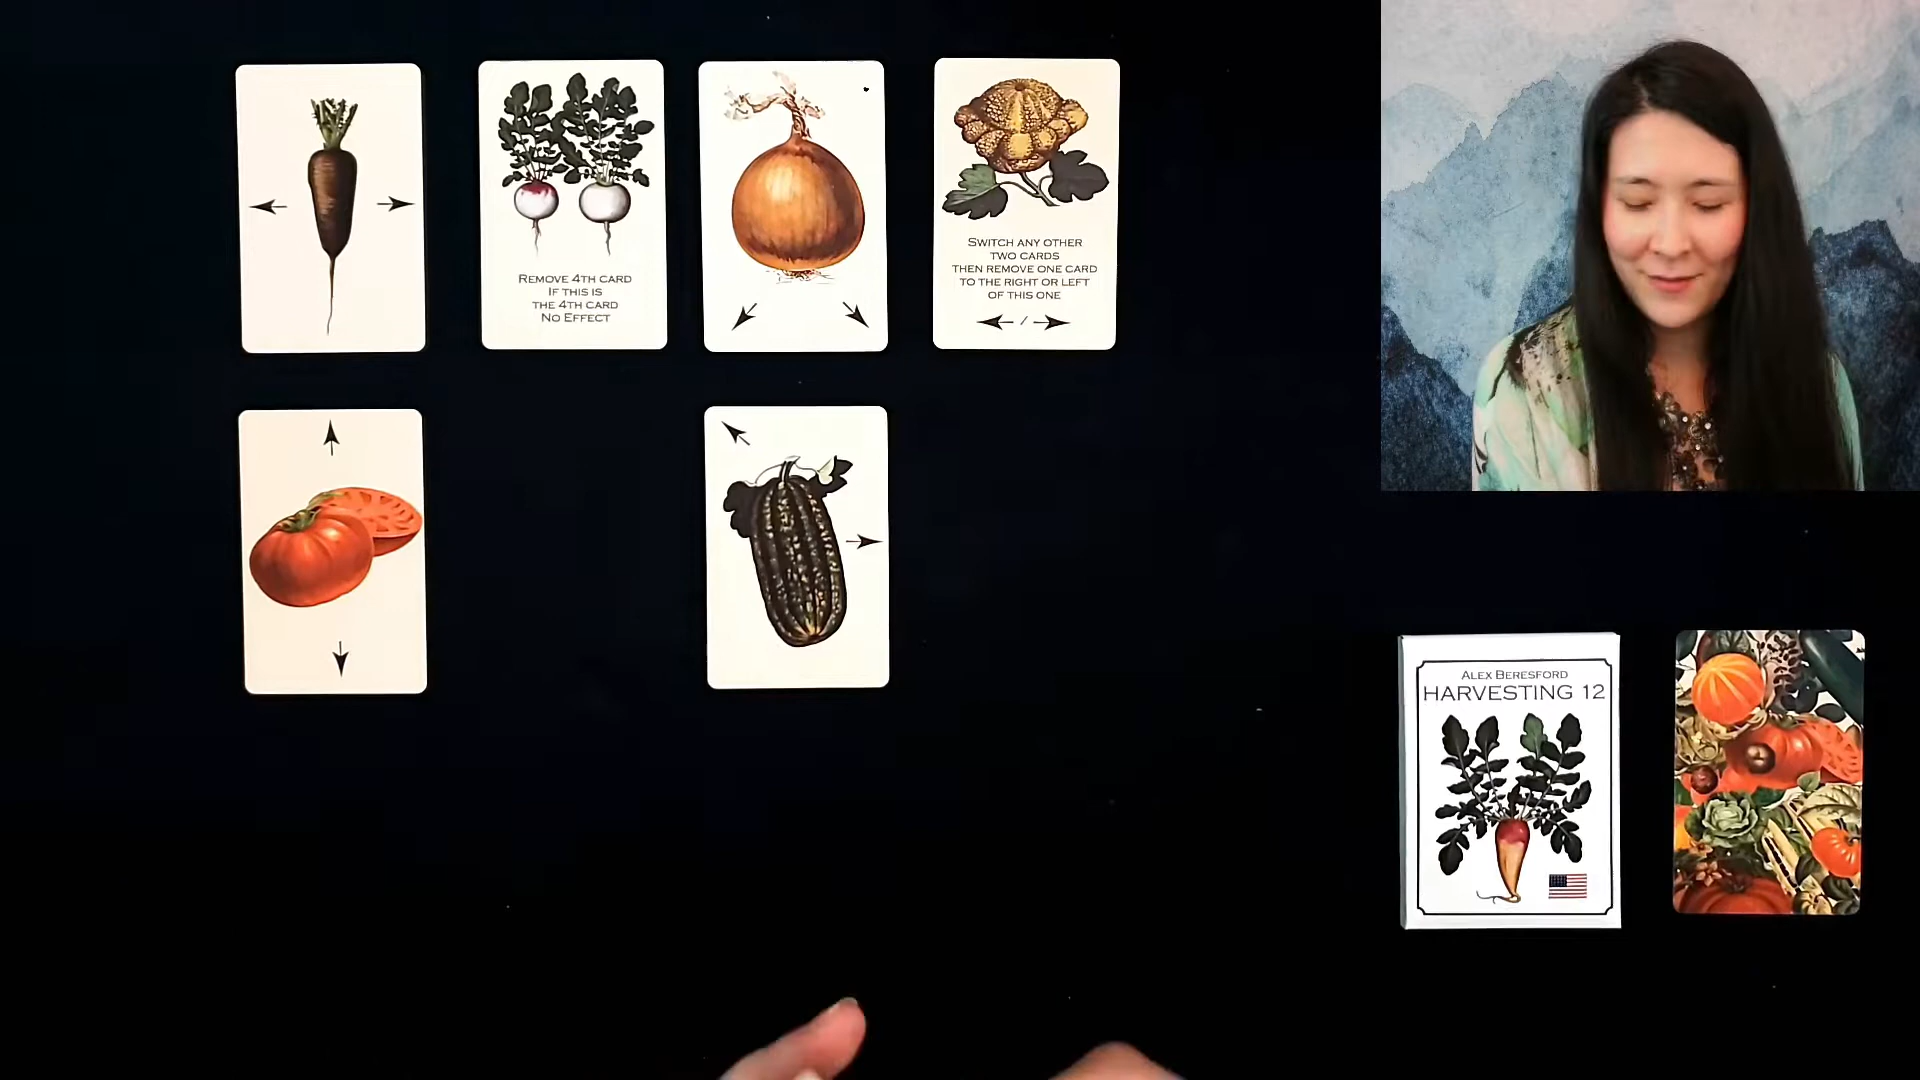 REMOVE 4TH CARD
IF THIS IS
THE 4TH CARD
NO EFFECT
SWITCH ANY OTHER
TWO CARDS
THEN REMOVE ONE CARD
TO THE RIGHT OR LEFT
OF THIS ONE
/
ALEX BERESFORD
HARVESTING 12